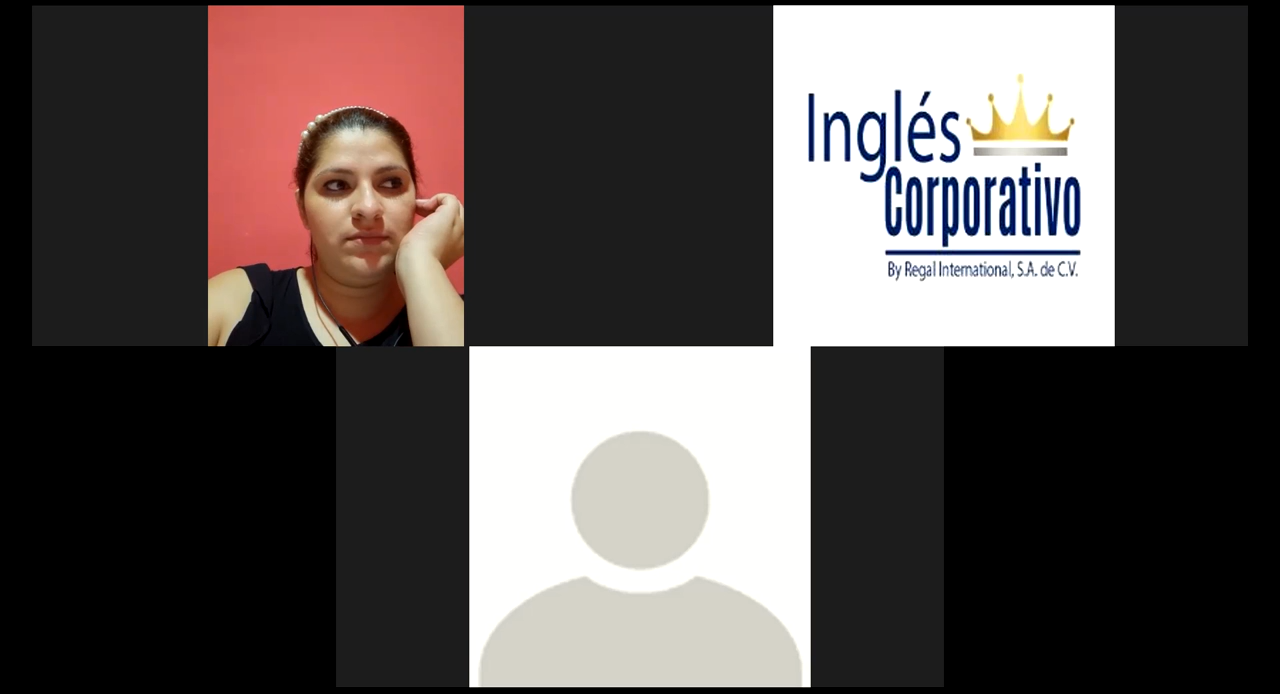 Inglés
Corporativo
By Regal International, S.A. de C.V.